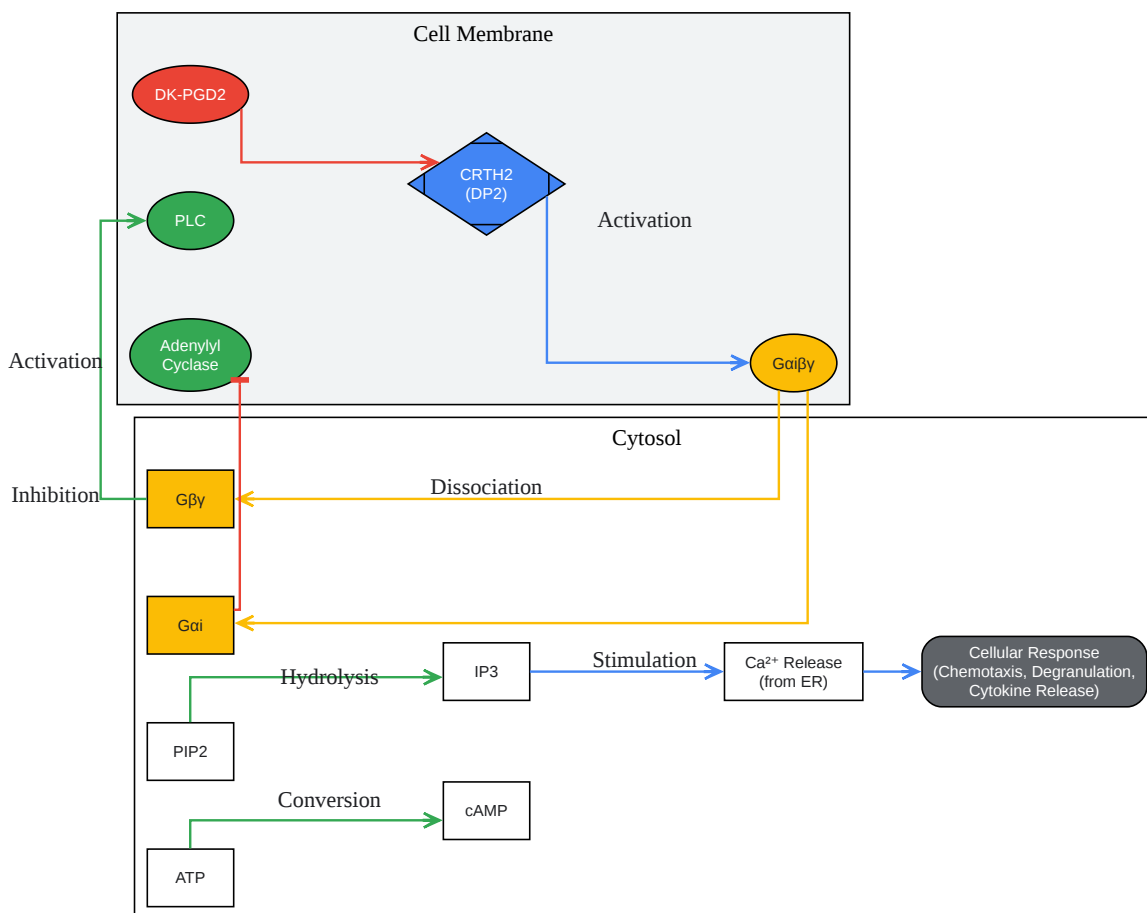 Cell Membrane
DK-PGD2
CRTH2
(DP2)
PLC
Activation
Adenylyl
Cyclase
Activation
Gαiβγ
Cytosol
Inhibition
Gβγ
Dissociation
Gαi
Hydrolysis
IP3
Stimulation
Ca²⁺ Release
(from ER)
Cellular Response
(Chemotaxis, Degranulation,
Cytokine Release)
PIP2
Conversion
cAMP
ATP